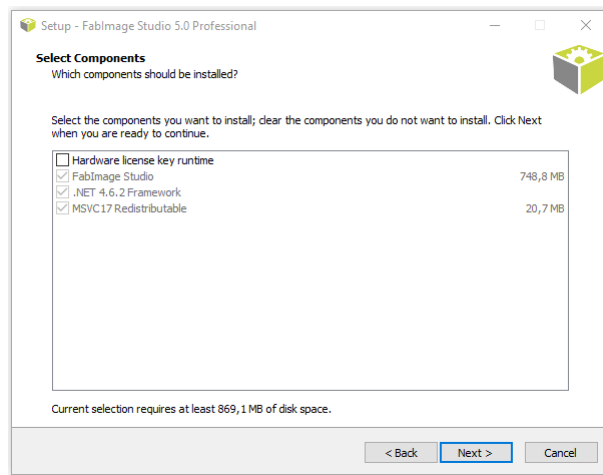 Setup - FabImage Studio 5.0 Professional
Select Components
Which components should be installed?
Select the components you want to install; clear the components you do not want to install. Click Next
when you are ready to continue.
Hardware license key runtime
FabImage Studio 748,8 MB
.NET 4.6.2 Framework
MSVC17 Redistributable 20,7 MB
Current selection requires at least 869,1 MB of disk space.
< Back Next > Cancel